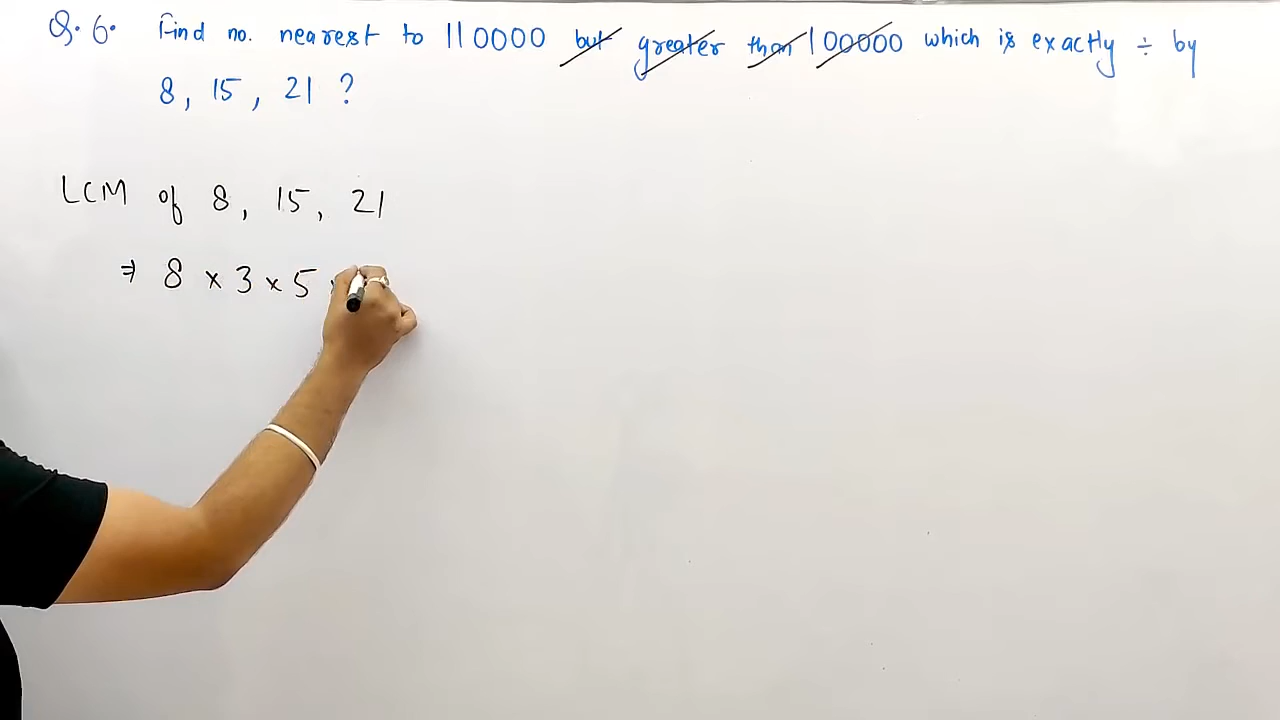 Q. 6. Find no. nearest to 110000 but greater than 100000 which is exactly ÷ by
8, 15, 21 ?
LCM of 8, 15, 21
⇒ 8 × 3 × 5